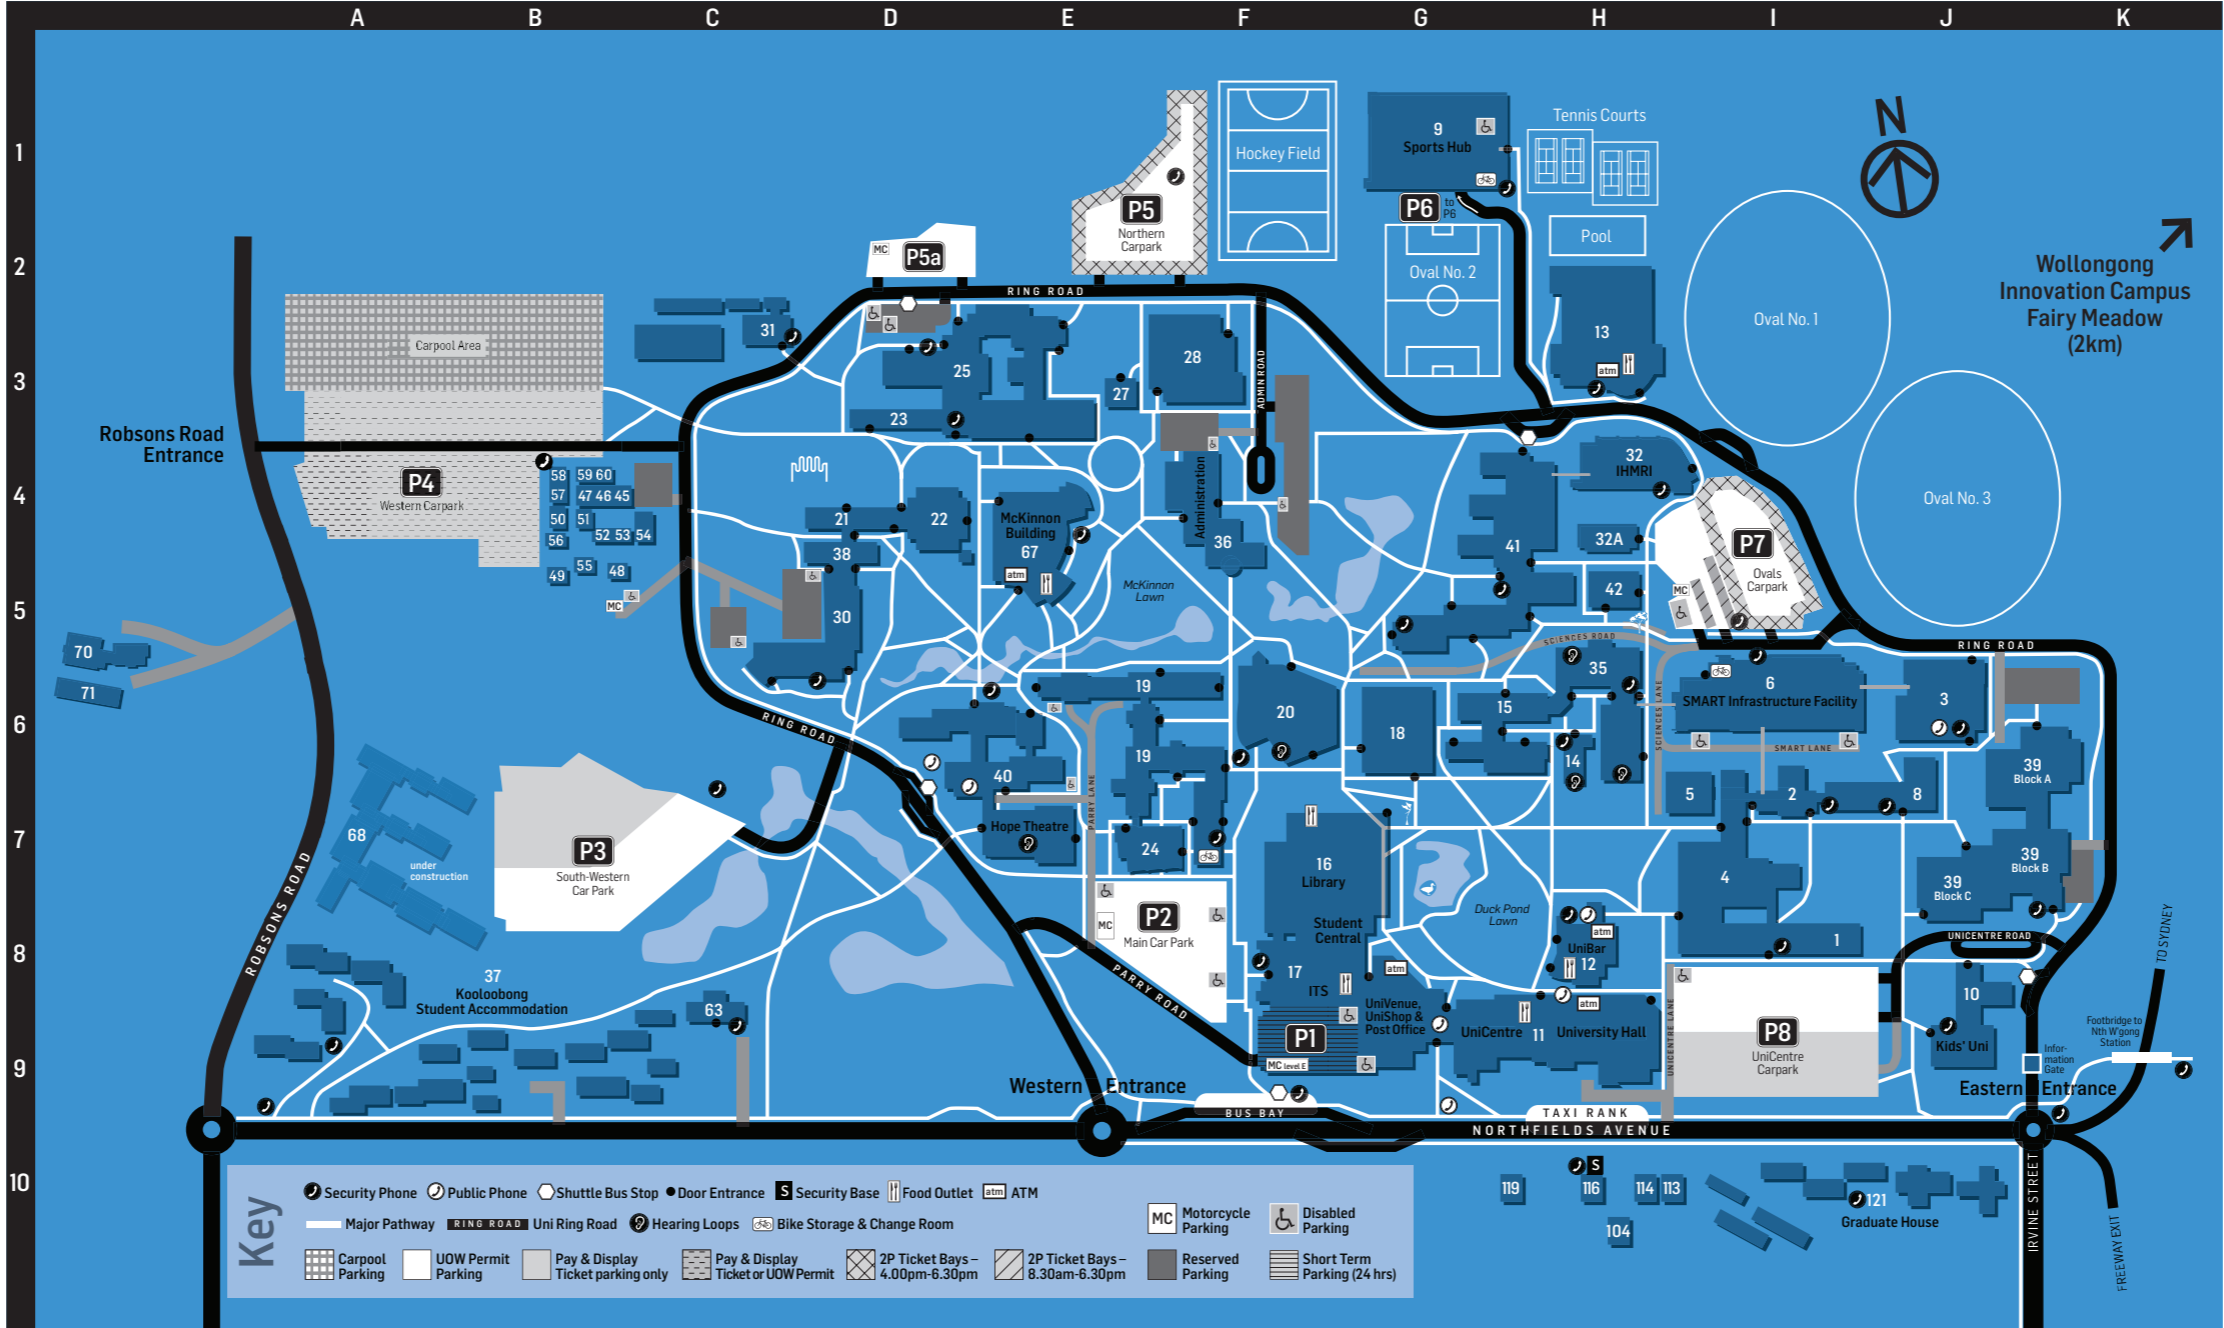 A B C D E F G H I J K
1
2
3
4
5
6
7
8
9
10
9
Sports Hub
Tennis Courts
N
Hockey Field
P5
Northern
Carpark
P6
to
P6
Pool
MC
P5a
Oval No. 2
Oval No. 1
Wollongong
Innovation Campus
Fairy Meadow
(2km)
RING ROAD
31
13
atm
Carpool Area
25
28
27
23
ADMIN ROAD
Oval No. 3
Robsons Road
Entrance
P4
Western Carpark
58
59 60
57
47 46 45
50
51
56
52 53 54
49
55
48
MC
21
22
38
30
McKinnon
Building
67
atm
Administration
36
McKinnon
Lawn
32
IHMRI
32A
41
42
P7
Ovals
Carpark
MC
SCIENCES ROAD
RING ROAD
70
71
19
19
20
18
15
35
14
SCIENCES LANE
6
SMART Infrastructure Facility
SMART LANE
3
RING ROAD
40
Hope Theatre
PARRY LANE
24
5
2
8
39
Block A
39
Block B
39
Block C
68
under
construction
P3
South-Western
Car Park
16
Library
Student
Central
4
1
P2
Main Car Park
MC
Duck Pond
Lawn
atm
UniBar
12
UNICENTRE ROAD
TO SYDNEY
ROBSONS ROAD
37
Kooloobong
Student Accommodation
63
PARRY ROAD
17
ITS
atm
UniVenue,
UniShop &
Post Office
P1
MC level E
UniCentre
11
University Hall
atm
UNICENTRE LANE
P8
UniCentre
Carpark
10
Kids' Uni
Footbridge to
Nth W'gong
Station
Infor-
mation
Gate
Western Entrance
Eastern Entrance
BUS BAY
TAXI RANK
NORTHFIELDS AVENUE
119
S
116
114
113
104
121
Graduate House
IRVINE STREET
FREEWAY EXIT
Key
Security Phone
Public Phone
Shuttle Bus Stop
Door Entrance
S Security Base
Food Outlet
atm ATM
Major Pathway
RING ROAD Uni Ring Road
Hearing Loops
Bike Storage & Change Room
MC Motorcycle
Parking
Disabled
Parking
Carpool
Parking
UOW Permit
Parking
Pay & Display
Ticket parking only
Pay & Display
Ticket or UOW Permit
2P Ticket Bays –
4.00pm-6.30pm
2P Ticket Bays –
8.30am-6.30pm
Reserved
Parking
Short Term
Parking (24 hrs)